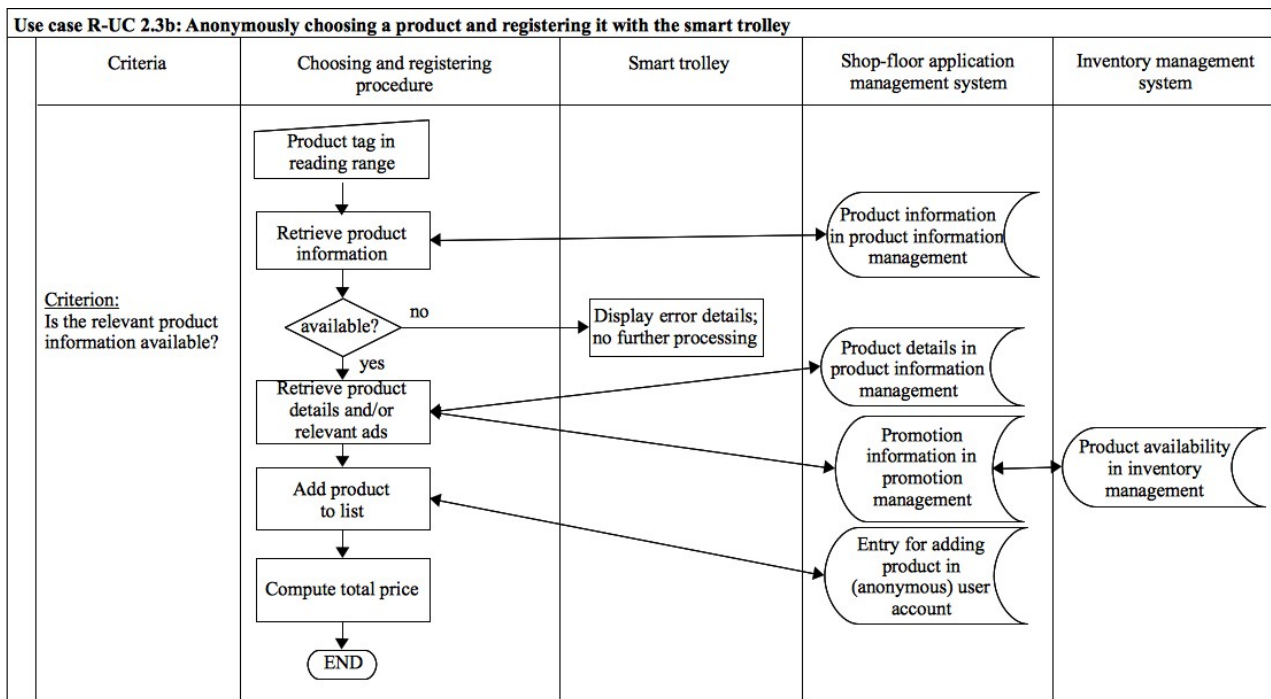 Use case R-UC 2.3b: Anonymously choosing a product and registering it with the smart trolley
Criteria
Choosing and registering
procedure
Smart trolley
Shop-floor application
management system
Inventory management
system
Product tag in
reading range
Retrieve product
information
Product information
in product information
management
Criterion:
Is the relevant product
information available?
available?
no
yes
Display error details;
no further processing
Retrieve product
details and/or
relevant ads
Product details in
product information
management
Promotion
information in
promotion
management
Product availability
in inventory
management
Add product
to list
Entry for adding
product in
(anonymous) user
account
Compute total price
END